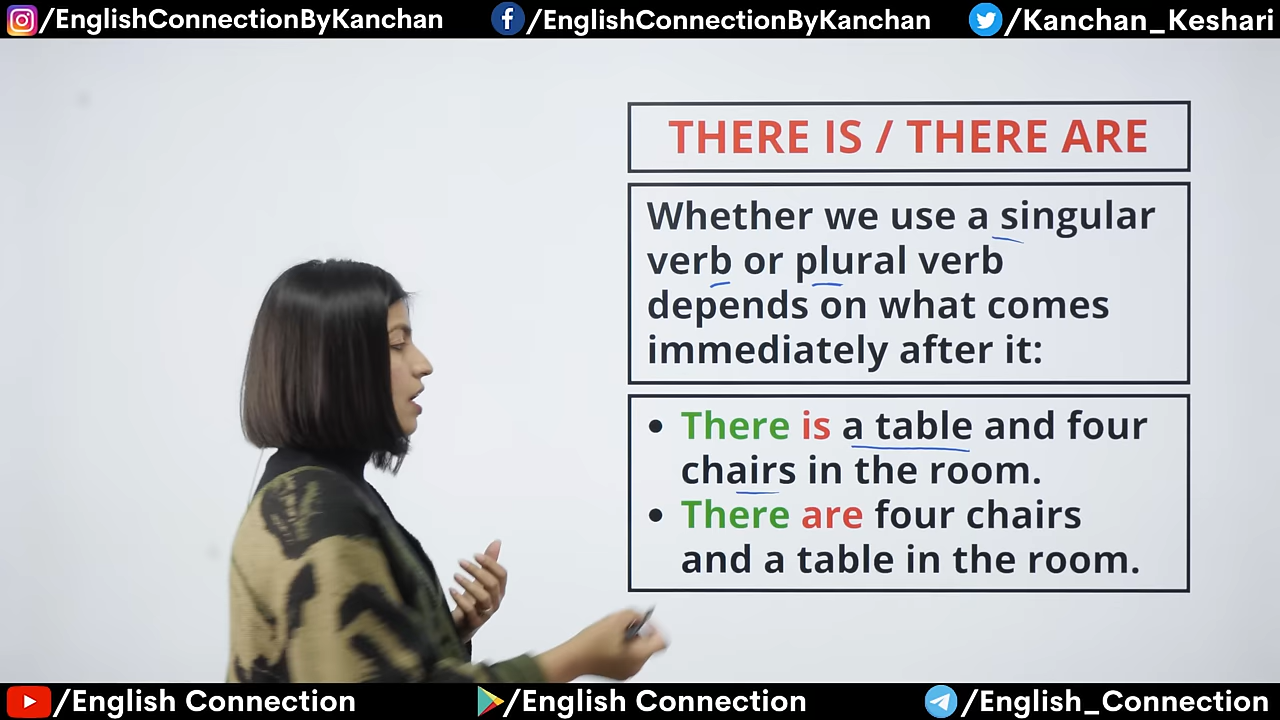 /EnglishConnectionByKanchan
/EnglishConnectionByKanchan
/Kanchan_Keshari
THERE IS / THERE ARE
Whether we use a singular
verb or plural verb
depends on what comes
immediately after it:
• There is a table and four
chairs in the room.
• There are four chairs
and a table in the room.
/English Connection
/English Connection
/English_Connection